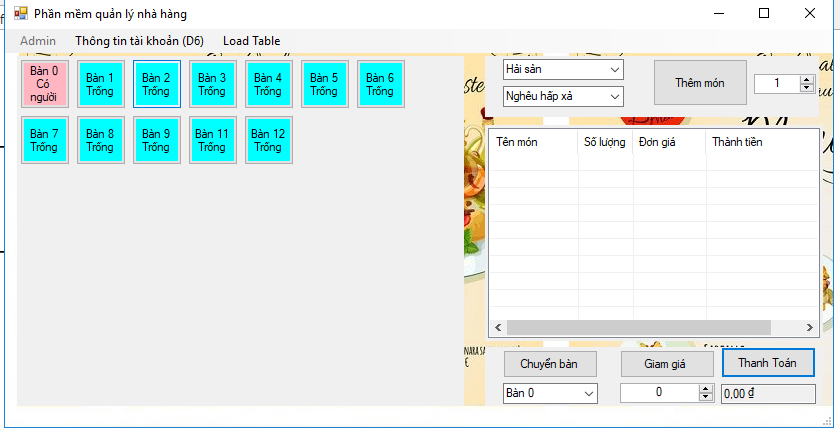 Phần mềm quản lý nhà hàng
Admin Thông tin tài khoản (D6) Load Table
Bàn 0
Có
người
Bàn 1
Trống
Bàn 2
Trống
Bàn 3
Trống
Bàn 4
Trống
Bàn 5
Trống
Bàn 6
Trống
Bàn 7
Trống
Bàn 8
Trống
Bàn 9
Trống
Bàn 11
Trống
Bàn 12
Trống
Hải sản
Nghêu hấp xả
Thêm món
1
Tên món Số lượng Đơn giá Thành tiền
Chuyển bàn Giam giá Thanh Toán
Bàn 0 0 0,00 ₫